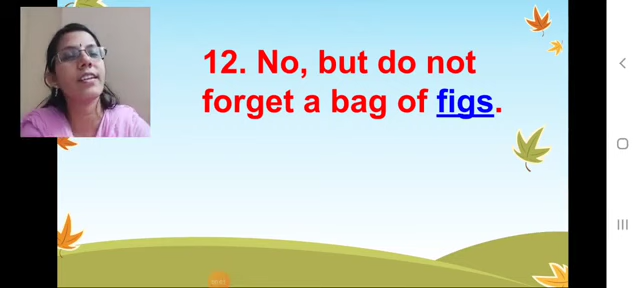 12. No, but do not
forget a bag of figs.